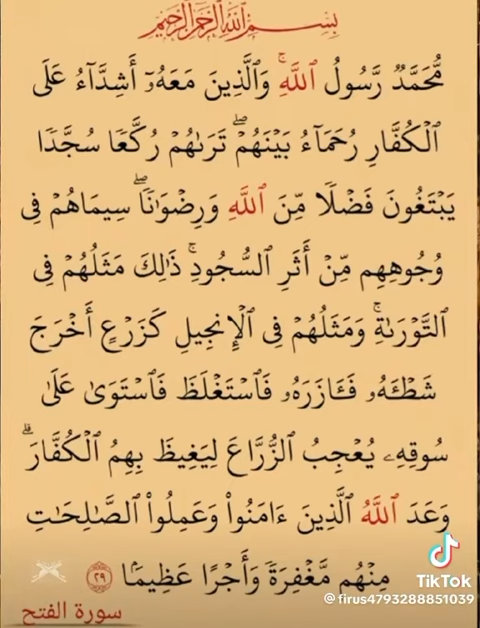 بِسْمِ ٱللَّهِ ٱلرَّحْمَٰنِ ٱلرَّحِيمِ
مُّحَمَّدٌ رَّسُولُ ٱللَّهِ ۚ وَٱلَّذِينَ مَعَهُۥٓ أَشِدَّآءُ عَلَى
ٱلْكُفَّارِ رُحَمَآءُ بَيْنَهُمْ ۖ تَرَىٰهُمْ رُكَّعًا سُجَّدًا
يَبْتَغُونَ فَضْلًا مِّنَ ٱللَّهِ وَرِضْوَٰنًا ۖ سِيمَاهُمْ فِى
وُجُوهِهِم مِّنْ أَثَرِ ٱلسُّجُودِ ۚ ذَٰلِكَ مَثَلُهُمْ فِى
ٱلتَّوْرَىٰةِ ۚ وَمَثَلُهُمْ فِى ٱلْإِنجِيلِ كَزَرْعٍ أَخْرَجَ
شَطْـَٔهُۥ فَـَٔازَرَهُۥ فَٱسْتَغْلَظَ فَٱسْتَوَىٰ عَلَىٰ
سُوقِهِۦ يُعْجِبُ ٱلزُّرَّاعَ لِيَغِيظَ بِهِمُ ٱلْكُفَّارَ ۗ
وَعَدَ ٱللَّهُ ٱلَّذِينَ ءَامَنُوا۟ وَعَمِلُوا۟ ٱلصَّٰلِحَٰتِ
مِنْهُم مَّغْفِرَةً وَأَجْرًا عَظِيمًۢا ٢٩
سورة الفتح
TikTok
@firus4793288851039